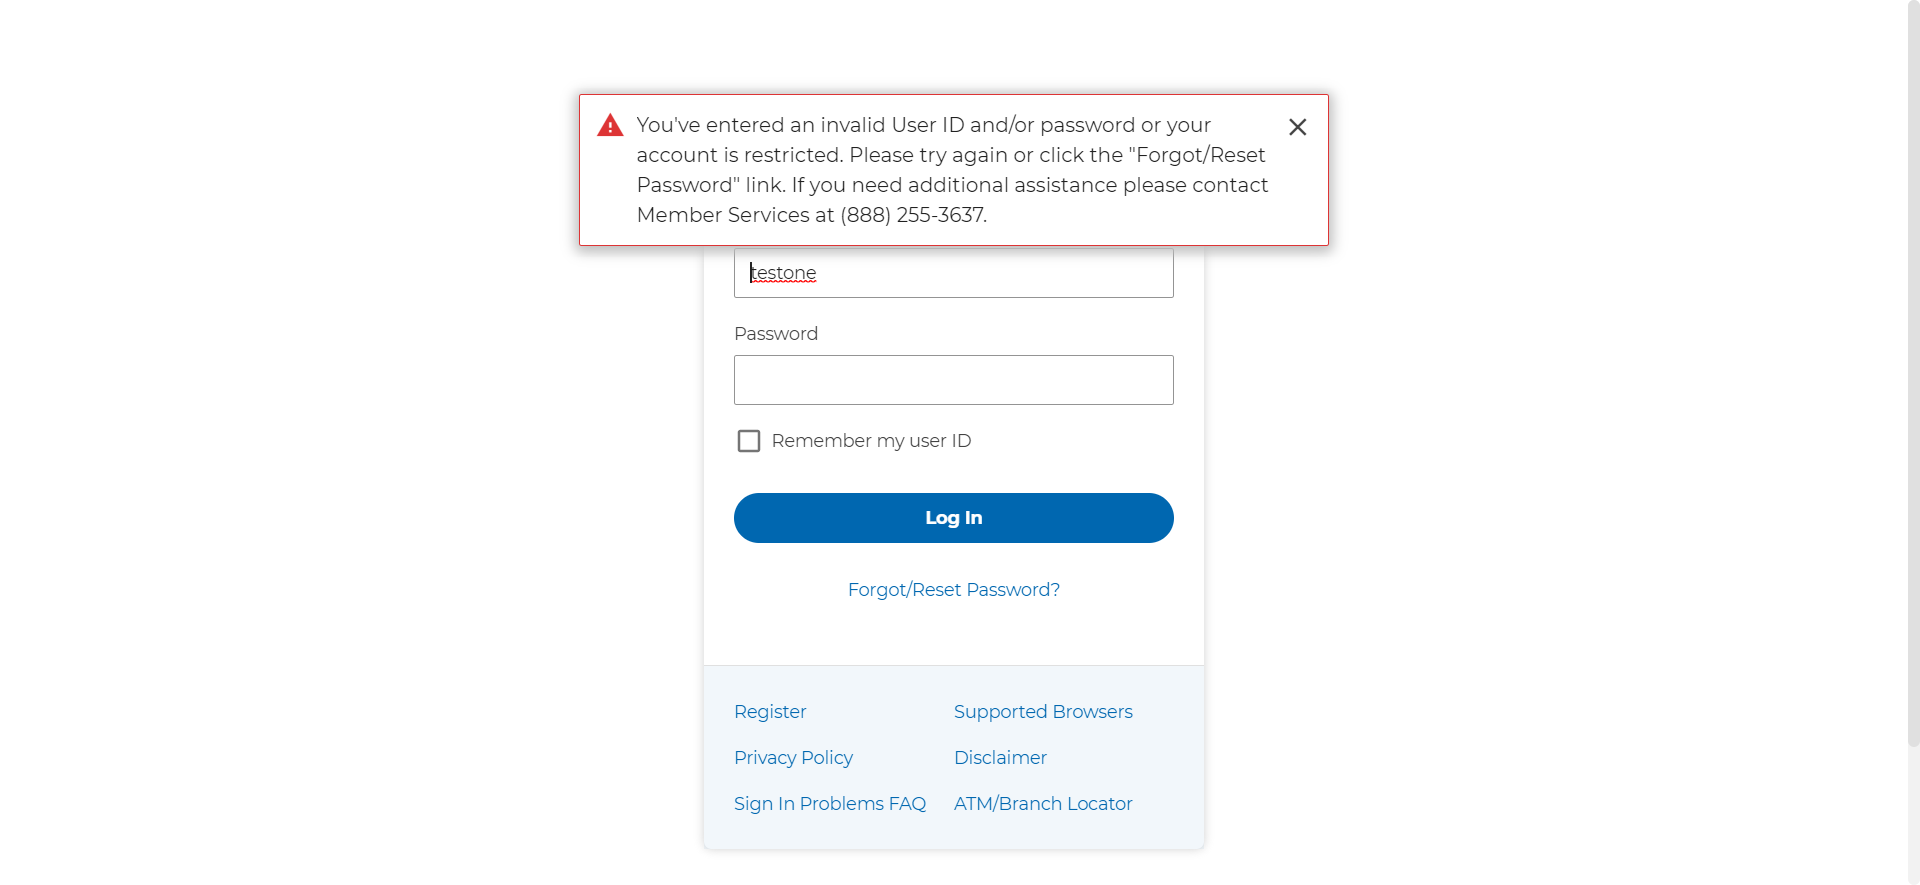 You've entered an invalid User ID and/or password or your
account is restricted. Please try again or click the "Forgot/Reset
Password" link. If you need additional assistance please contact
Member Services at (888) 255-3637.
testone
Password
Remember my user ID
Log In
Forgot/Reset Password?
Register
Supported Browsers
Privacy Policy
Disclaimer
Sign In Problems FAQ
ATM/Branch Locator